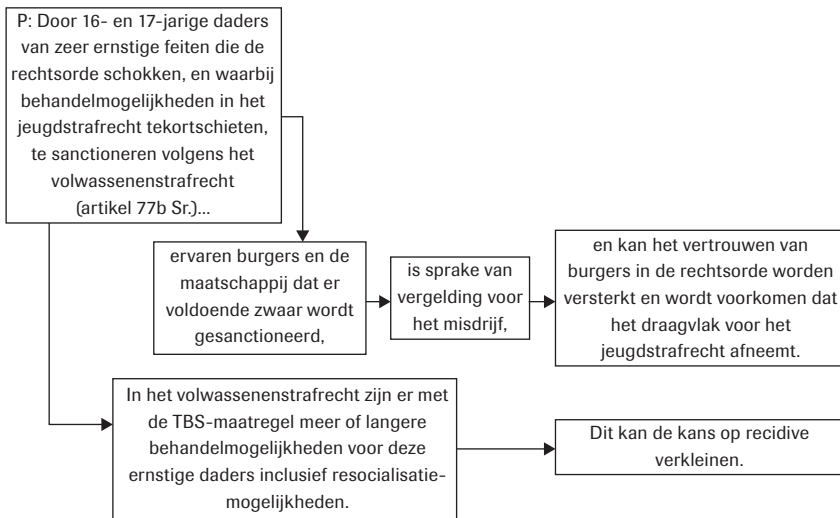 P: Door 16- en 17-jarige daders
van zeer ernstige feiten die de
rechtsorde schokken, en waarbij
behandelmogelijkheden in het
jeugdstrafrecht tekortschieten,
te sanctioneren volgens het
volwassenenstrafrecht
(artikel 77b Sr.)...
ervaren burgers en de
maatschappij dat er
voldoende zwaar wordt
gesanctioneerd,
is sprake van
vergelding voor
het misdrijf,
en kan het vertrouwen van
burgers in de rechtsorde worden
versterkt en wordt voorkomen dat
het draagvlak voor het
jeugdstrafrecht afneemt.
In het volwassenenstrafrecht zijn er met
de TBS-maatregel meer of langere
behandelmogelijkheden voor deze
ernstige daders inclusief resocialisatie-
mogelijkheden.
Dit kan de kans op recidive
verkleinen.